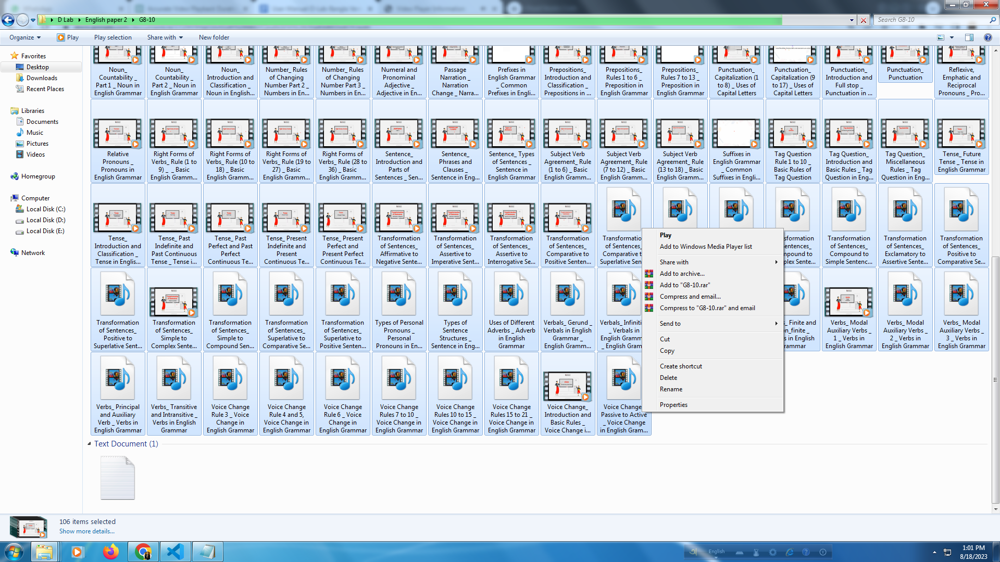 D Lab English paper 2 G8-10
Search G8-10
Organize Play Play selection Share with New folder
Favorites
Desktop
Downloads
Recent Places
Libraries
Documents
Music
Pictures
Videos
Homegroup
Computer
Local Disk (C:)
Local Disk (D:)
Local Disk (E:)
Network
Noun_
Countability _
Part 1 _ Noun in
English Grammar
Noun_
Countability _
Part 2 _ Noun in
English Grammar
Noun_
Introduction and
Classification _
Noun in English...
Number_ Rules
of Changing
Number Part 2 _
Numbers in En...
Number_ Rules
of Changing
Number Part 3 _
Numbers in En...
Numeral and
Pronominal
Adjective _
Adjective in En...
Passage
Narration _
Narration
Change _ Narra...
Prefixes in
English Grammar
_ Common
Prefixes in Engli...
Prepositions_
Introduction and
Classification _
Prepositions in ...
Prepositions_
Rules 1 to 6 _
Preposition in
English Grammar
Prepositions_
Rules 7 to 13 _
Preposition in
English Grammar
Punctuation_
Capitalization (1
to 8) _ Uses of
Capital Letters
Punctuation_
Capitalization (9
to 17) _ Uses of
Capital Letters
Punctuation_
Introduction and
Full stop _
Punctuation in ...
Punctuation_
Punctuation
Reflexive,
Emphatic and
Reciprocal
Pronouns _ Pro...
Relative
Pronouns _
Pronouns in
English Grammar
Right Forms of
Verbs_ Rule (1 to
9) _ _ Basic
English Gramm...
Right Forms of
Verbs_ Rule (10 to
18) _ Basic
English Gramm...
Right Forms of
Verbs_ Rule (19 to
27) _ Basic
English Gramm...
Right Forms of
Verbs_ Rule (28 to
36) _ Basic
English Gramm...
Sentence_
Introduction and
Parts of
Sentences _ Sen...
Sentence_
Phrases and
Clauses _
Sentence in Eng...
Sentence_ Types
of Sentences _
Sentence in
English Grammar
Subject Verb
Agreement_ Rule
(1 to 6) _ Basic
English Gramm...
Subject Verb
Agreement_ Rule
(7 to 12) _ Basic
English Gramm...
Subject Verb
Agreement_ Rule
(13 to 18) _ Basic
English Gramm...
Suffixes in
English Grammar
_ Common
Suffixes in Engli...
Tag Question
Rule 1 to 10 _
Basic Rules of
Tag Question
Tag Question_
Introduction and
Basic Rules _ Tag
Question in Eng...
Tag Question_
Miscellaneous
Rules _ Tag
Question in Eng...
Tense_ Future
Tense _ Tense in
English Grammar
Tense_
Introduction and
Classification _
Tense in Englis...
Tense_ Past
Indefinite and
Past Continuous
Tense _ Tense i...
Tense_ Past
Perfect and Past
Perfect
Continuous Te...
Tense_ Present
Indefinite and
Present
Continuous Te...
Tense_ Present
Perfect and
Present Perfect
Continuous Te...
Transformation
of Sentences_
Affirmative to
Negative Sente...
Transformation
of Sentences_
Assertive to
Imperative Sent...
Transformation
of Sentences_
Assertive to
Interrogative Se...
Transformation
of Sentences_
Comparative to
Positive Senten...
Transformation
of Sentences_
Comparative to
Superlative Sen
sformation
entences_
pound to
plex Sente...
Transformation
of Sentences_
Compound to
Simple Sentenc...
Transformation
of Sentences_
Exclamatory to
Assertive Sente...
Transformation
of Sentences_
Positive to
Comparative Se...
Transformation
of Sentences_
Positive to
Superlative Sent...
Transformation
of Sentences_
Simple to
Complex Sente...
Transformation
of Sentences_
Simple to
Compound Sen...
Transformation
of Sentences_
Superlative to
Comparative Se...
Transformation
of Sentences_
Superlative to
Positive Senten...
Types of Personal
Pronouns _
Personal
Pronouns in En...
Types of
Sentence
Structures _
Sentence in Eng...
Uses of Different
Adverbs _ Adverb
in English
Grammar
Verbals_ Gerund _
Verbals in English
Grammar _
English Gramm...
Verbals_ Infiniti
_ Verbals in
English Gramm
_ English Gram
_ Finite and
on_finite _
s in English
rammar
Verbs_ Modal
Auxiliary Verbs _
1 _ Verbs in
English Grammar
Verbs_ Modal
Auxiliary Verbs _
2 _ Verbs in
English Grammar
Verbs_ Modal
Auxiliary Verbs _
3 _ Verbs in
English Grammar
Verbs_ Principal
and Auxiliary
Verb _ Verbs in
English Grammar
Verbs_ Transitive
and Intransitive _
Verbs in English
Grammar
Voice Change
Rule 3 _ Voice
Change in
English Grammar
Voice Change
Rule 4 and 5,
Voice Change in
English Grammar
Voice Change
Rule 6 _ Voice
Change in
English Grammar
Voice Change
Rules 7 to 10 _
Voice Change in
English Grammar
Voice Change
Rules 10 to 15 _
Voice Change in
English Grammar
Voice Change
Rules 15 to 21 _
Voice Change in
English Grammar
Voice Change_
Introduction and
Basic Rules _
Voice Change i...
Voice Change
Passive to Active
_ Voice Change
in English Gram...
Play
Add to Windows Media Player list
Share with
Add to archive...
Add to "G8-10.rar"
Compress and email...
Compress to "G8-10.rar" and email
Send to
Cut
Copy
Create shortcut
Delete
Rename
Properties
Text Document (1)
106 items selected
Show more details...
English
1:01 PM
8/18/2023